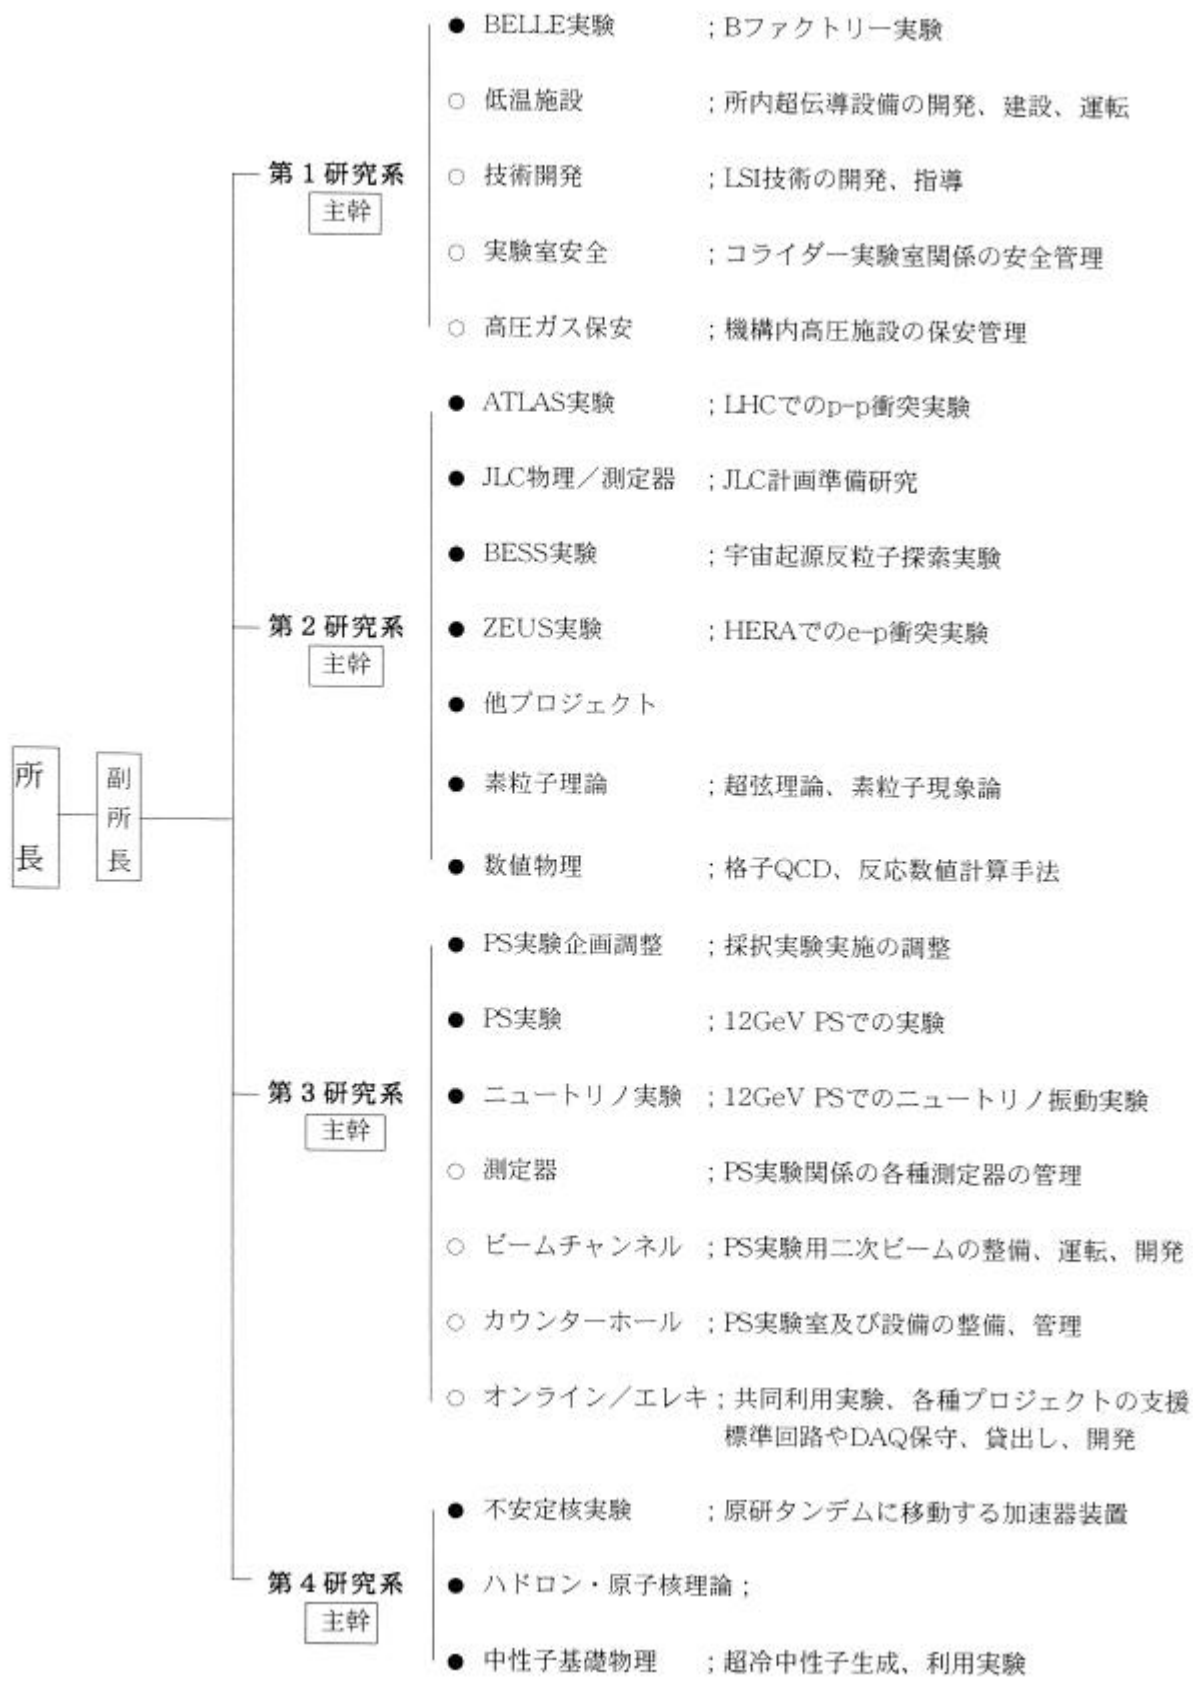 所長
副所長
第1研究系
主幹
● BELLE実験 ；Bファクトリー実験
○ 低温施設 ；所内超伝導設備の開発、建設、運転
○ 技術開発 ；LSI技術の開発、指導
○ 実験室安全 ；コライダー実験室関係の安全管理
○ 高圧ガス保安 ；機構内高圧施設の保安管理
第2研究系
主幹
● ATLAS実験 ；LHCでのp-p衝突実験
● JLC物理／測定器 ；JLC計画準備研究
● BESS実験 ；宇宙起源反粒子探索実験
● ZEUS実験 ；HERAでのe-p衝突実験
● 他プロジェクト
● 素粒子理論 ；超弦理論、素粒子現象論
● 数値物理 ；格子QCD、反応数値計算手法
第3研究系
主幹
● PS実験企画調整 ；採択実験実施の調整
● PS実験 ；12GeV PSでの実験
● ニュートリノ実験 ；12GeV PSでのニュートリノ振動実験
○ 測定器 ；PS実験関係の各種測定器の管理
○ ビームチャンネル ；PS実験用二次ビームの整備、運転、開発
○ カウンターホール ；PS実験室及び設備の整備、管理
○ オンライン／エレキ；共同利用実験、各種プロジェクトの支援
標準回路やDAQ保守、貸出し、開発
第4研究系
主幹
● 不安定核実験 ；原研タンデムに移動する加速器装置
● ハドロン・原子核理論；
● 中性子基礎物理 ；超冷中性子生成、利用実験